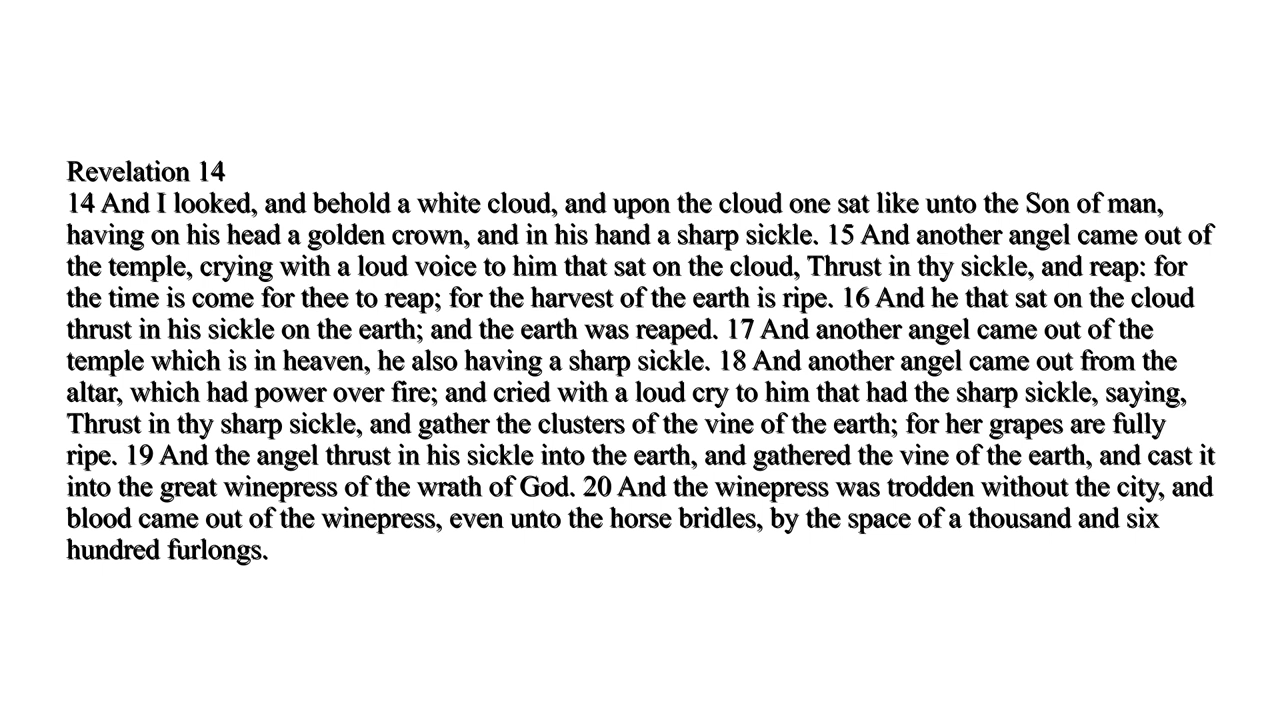 Revelation 14
14 And I looked, and behold a white cloud, and upon the cloud one sat like unto the Son of man,
having on his head a golden crown, and in his hand a sharp sickle. 15 And another angel came out of
the temple, crying with a loud voice to him that sat on the cloud, Thrust in thy sickle, and reap: for
the time is come for thee to reap; for the harvest of the earth is ripe. 16 And he that sat on the cloud
thrust in his sickle on the earth; and the earth was reaped. 17 And another angel came out of the
temple which is in heaven, he also having a sharp sickle. 18 And another angel came out from the
altar, which had power over fire; and cried with a loud cry to him that had the sharp sickle, saying,
Thrust in thy sharp sickle, and gather the clusters of the vine of the earth; for her grapes are fully
ripe. 19 And the angel thrust in his sickle into the earth, and gathered the vine of the earth, and cast it
into the great winepress of the wrath of God. 20 And the winepress was trodden without the city, and
blood came out of the winepress, even unto the horse bridles, by the space of a thousand and six
hundred furlongs.